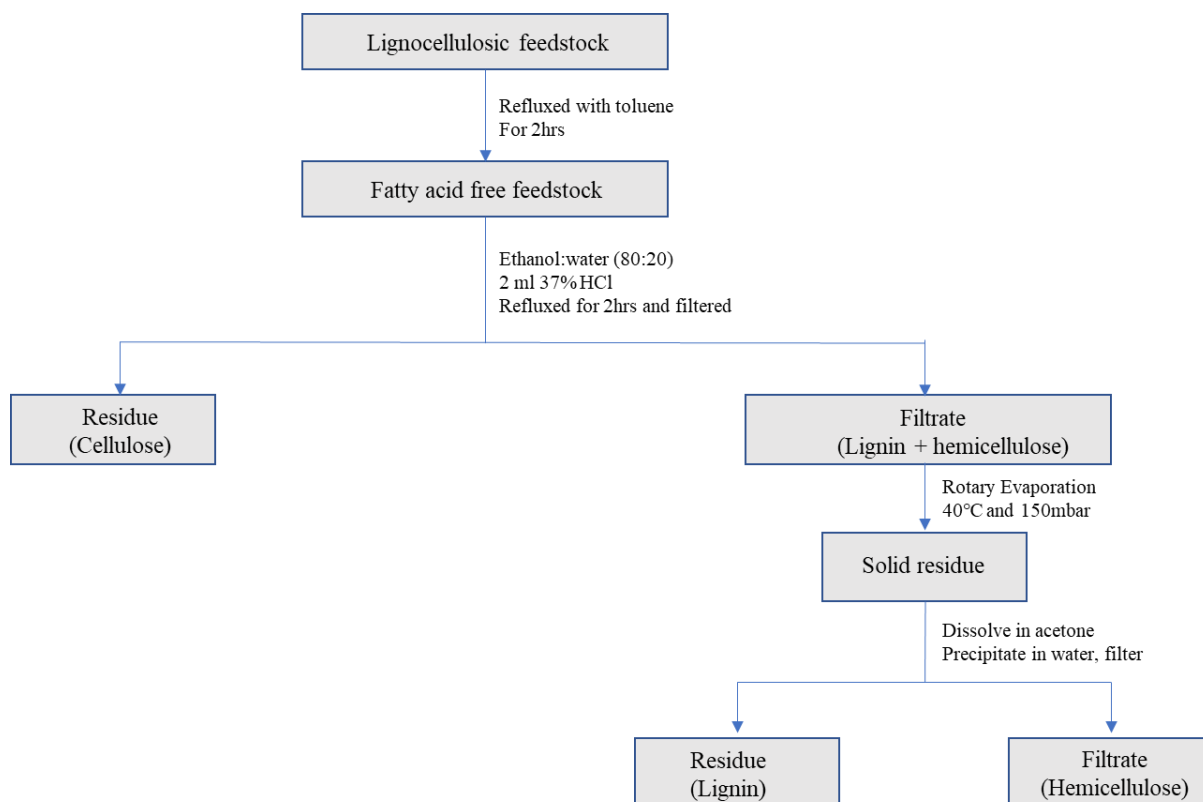 Lignocellulosic feedstock
Refluxed with toluene
For 2hrs
Fatty acid free feedstock
Ethanol:water (80:20)
2 ml 37% HCl
Refluxed for 2hrs and filtered
Residue
(Cellulose)
Filtrate
(Lignin + hemicellulose)
Rotary Evaporation
40°C and 150mbar
Solid residue
Dissolve in acetone
Precipitate in water, filter
Residue
(Lignin)
Filtrate
(Hemicellulose)